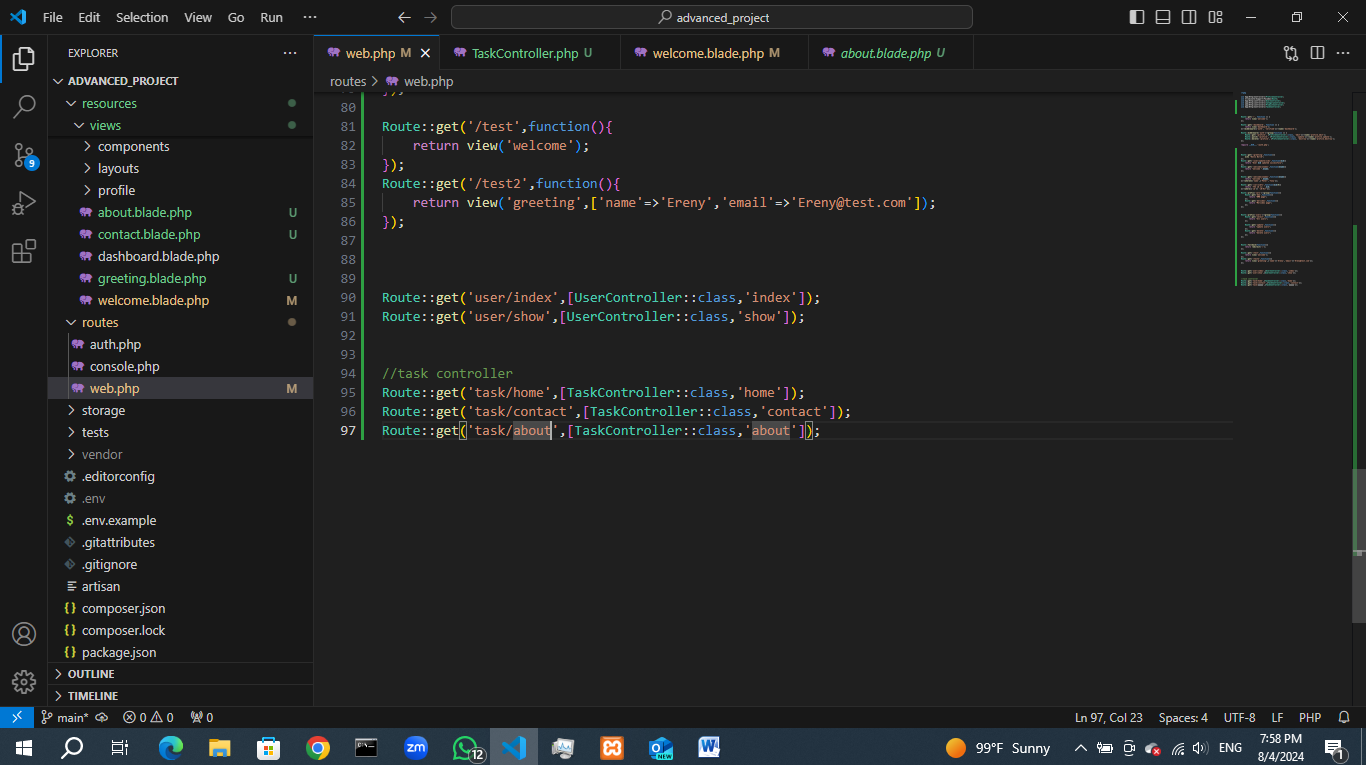 File Edit Selection View Go Run ··· advanced_project
EXPLORER ···
web.php M
TaskController.php U
welcome.blade.php M
about.blade.php U
routes > web.php
ADVANCED_PROJECT
resources
views
components
layouts
profile
about.blade.php U
contact.blade.php U
dashboard.blade.php
greeting.blade.php U
welcome.blade.php M
routes
auth.php
console.php
web.php M
storage
tests
vendor
.editorconfig
.env
$ .env.example
.gitattributes
.gitignore
artisan
{} composer.json
{} composer.lock
{} package.json
OUTLINE
TIMELINE
80
81 Route::get('/test',function(){
82 return view('welcome');
83 });
84 Route::get('/test2',function(){
85 return view('greeting',['name'=>'Ereny','email'=>'Ereny@test.com']);
86 });
87
88
89
90 Route::get('user/index',[UserController::class,'index']);
91 Route::get('user/show',[UserController::class,'show']);
92
93
94 //task controller
95 Route::get('task/home',[TaskController::class,'home']);
96 Route::get('task/contact',[TaskController::class,'contact']);
97 Route::get('task/about',[TaskController::class,'about']);
9
main* 0 0 0 Ln 97, Col 23 Spaces: 4 UTF-8 LF PHP
zm 12 NEW 99°F Sunny ENG 7:58 PM
8/4/2024 1